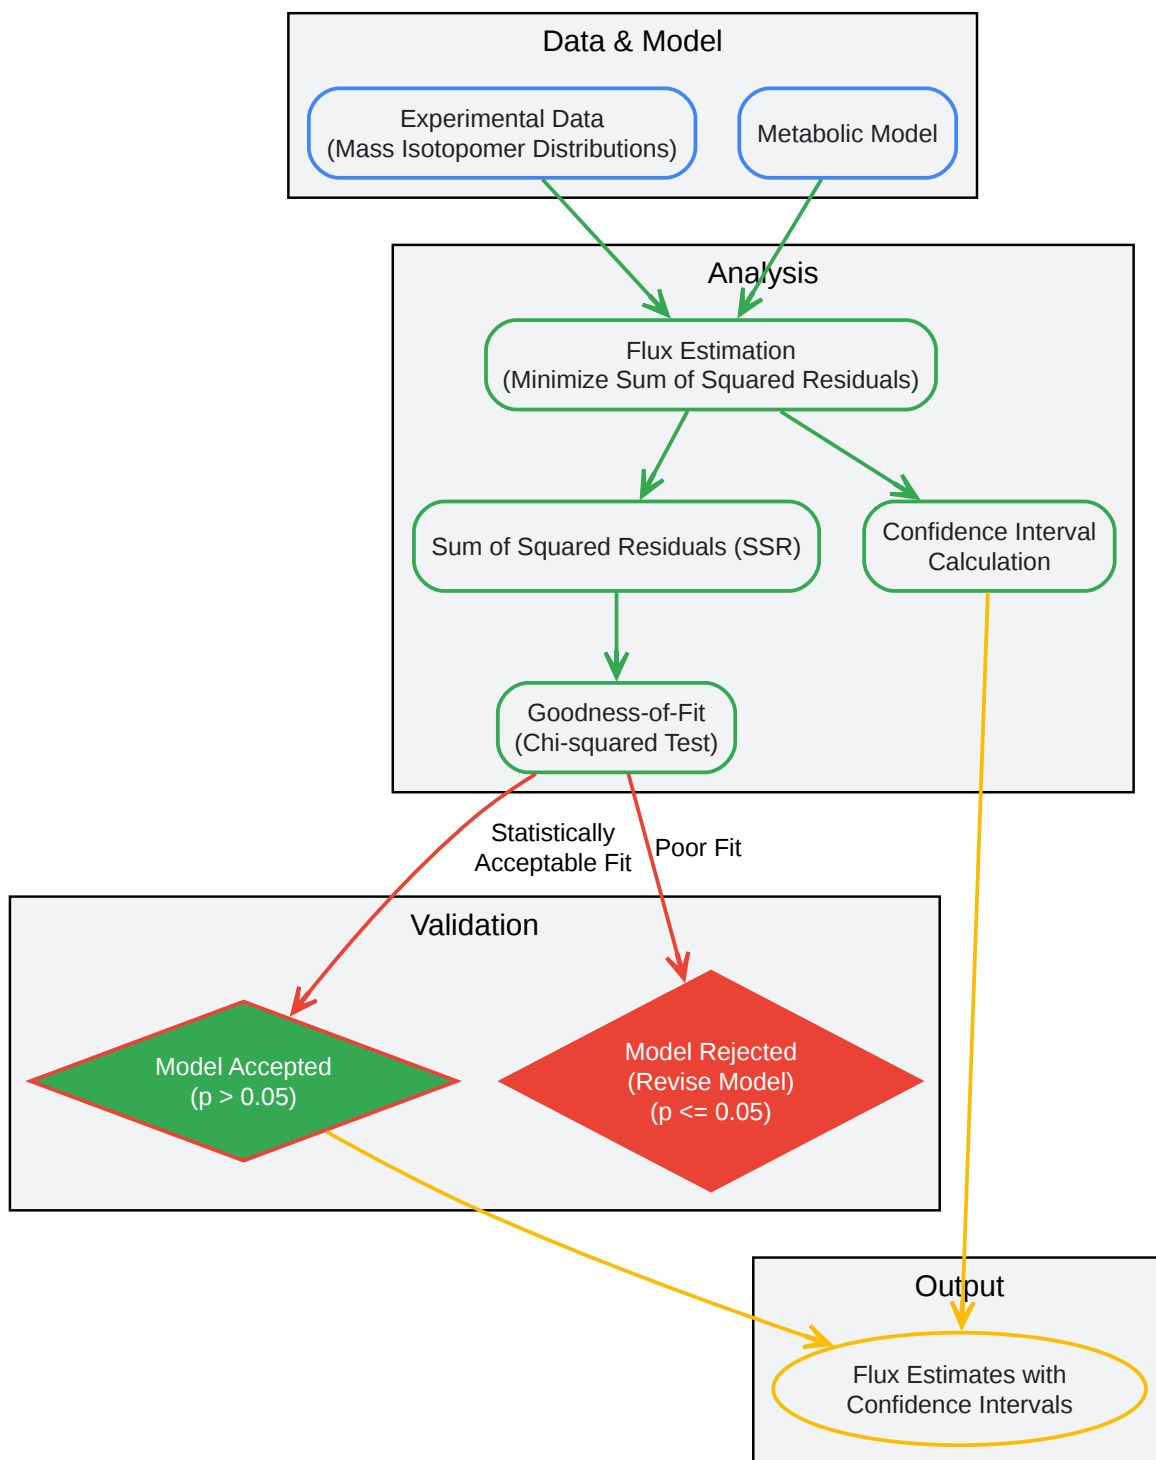 Data & Model
Experimental Data
(Mass Isotopomer Distributions)
Metabolic Model
Analysis
Flux Estimation
(Minimize Sum of Squared Residuals)
Sum of Squared Residuals (SSR)
Confidence Interval
Calculation
Goodness-of-Fit
(Chi-squared Test)
Statistically
Acceptable Fit
Poor Fit
Validation
Model Accepted
(p > 0.05)
Model Rejected
(Revise Model)
(p <= 0.05)
Output
Flux Estimates with
Confidence Intervals